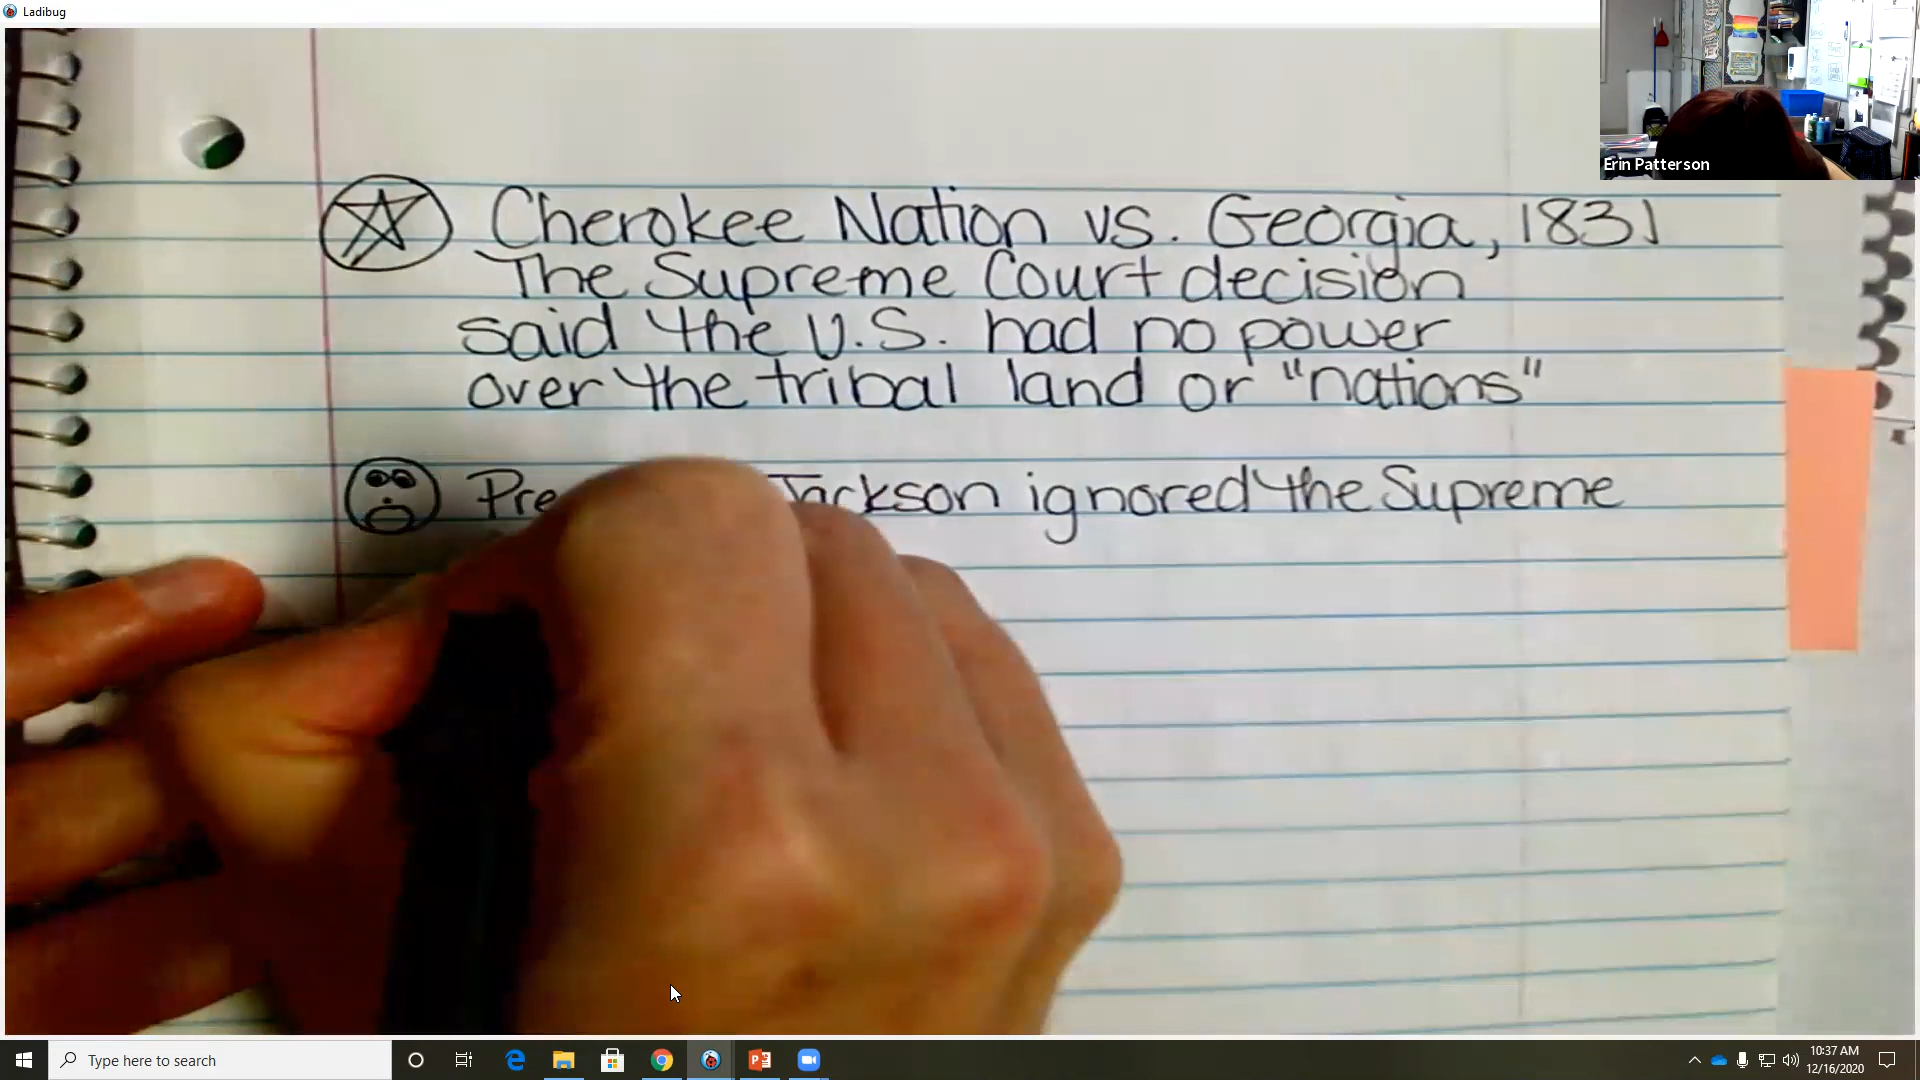 Ladibug
Erin Patterson
Cherokee Nation vs. Georgia, 1831
The Supreme Court decision
said the U.S. had no power
over the tribal land or "nations"
Jackson ignored the Supreme
Type here to search
10:37 AM
12/16/2020